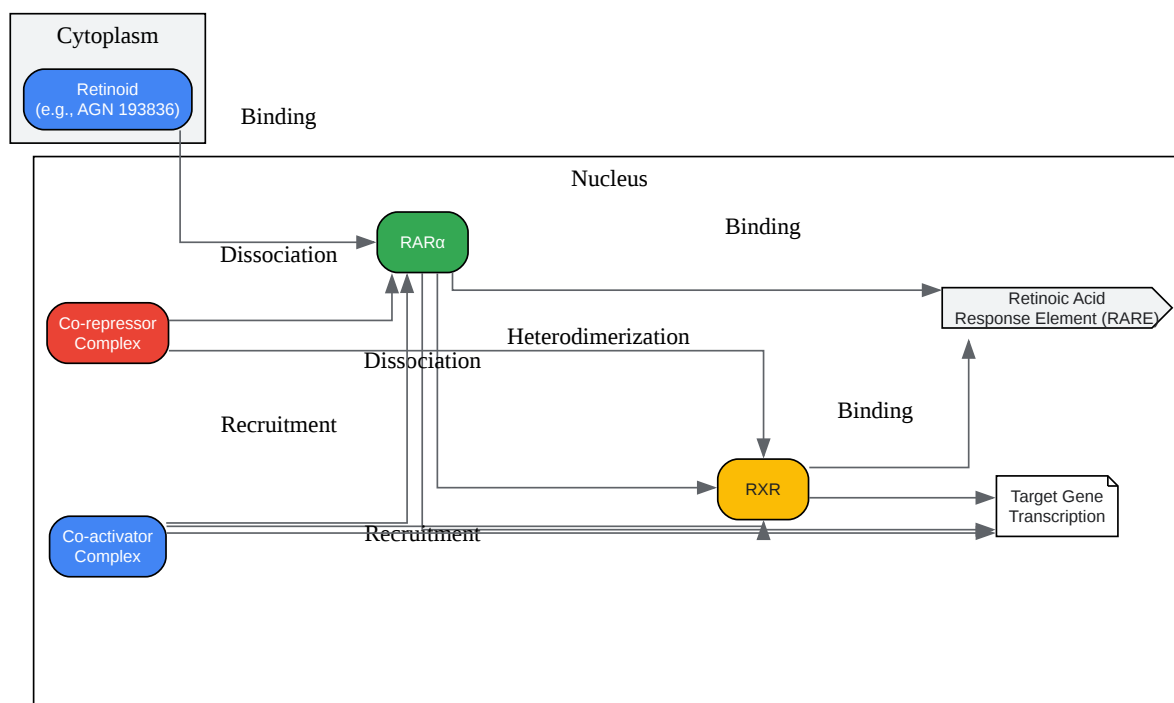 Cytoplasm
Retinoid
(e.g., AGN 193836)
Binding
Nucleus
Binding
RARα
Dissociation
Retinoic Acid
Response Element (RARE)
Co-repressor
Complex
Heterodimerization
Dissociation
Binding
Recruitment
RXR
Target Gene
Transcription
Recruitment
Co-activator
Complex